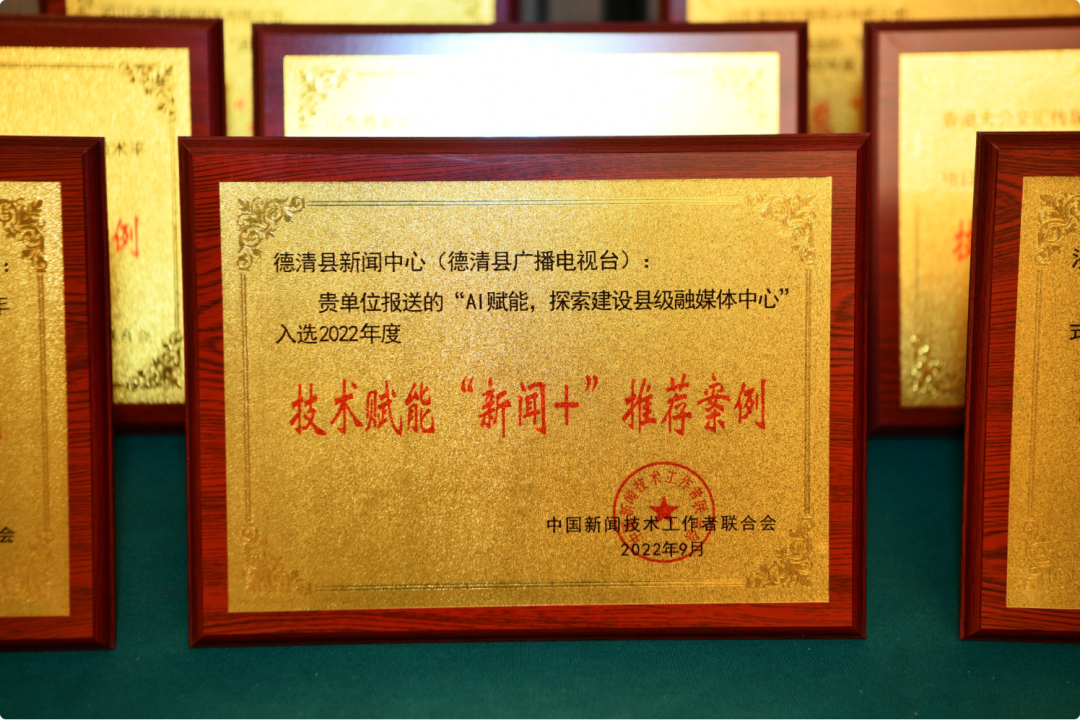 德清县新闻中心（德清县广播电视台）：
贵单位报送的“AI赋能，探索建设县级融媒体中心”
入选2022年度
技术赋能“新闻+”推荐案例
中国新闻技术工作者联合会
2022年9月
例